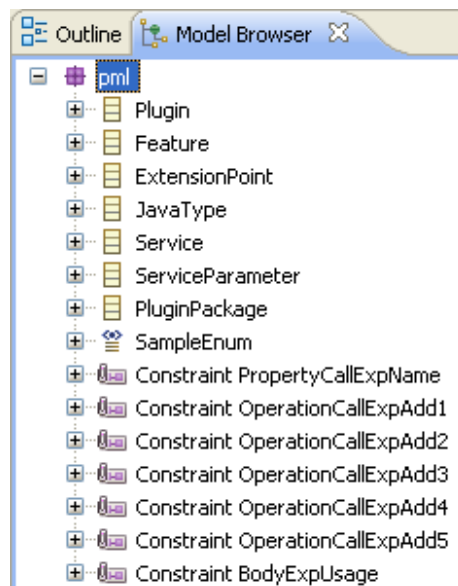 Outline Model Browser
pml
Plugin
Feature
ExtensionPoint
JavaType
Service
ServiceParameter
PluginPackage
SampleEnum
Constraint PropertyCallExpName
Constraint OperationCallExpAdd1
Constraint OperationCallExpAdd2
Constraint OperationCallExpAdd3
Constraint OperationCallExpAdd4
Constraint OperationCallExpAdd5
Constraint BodyExpUsage